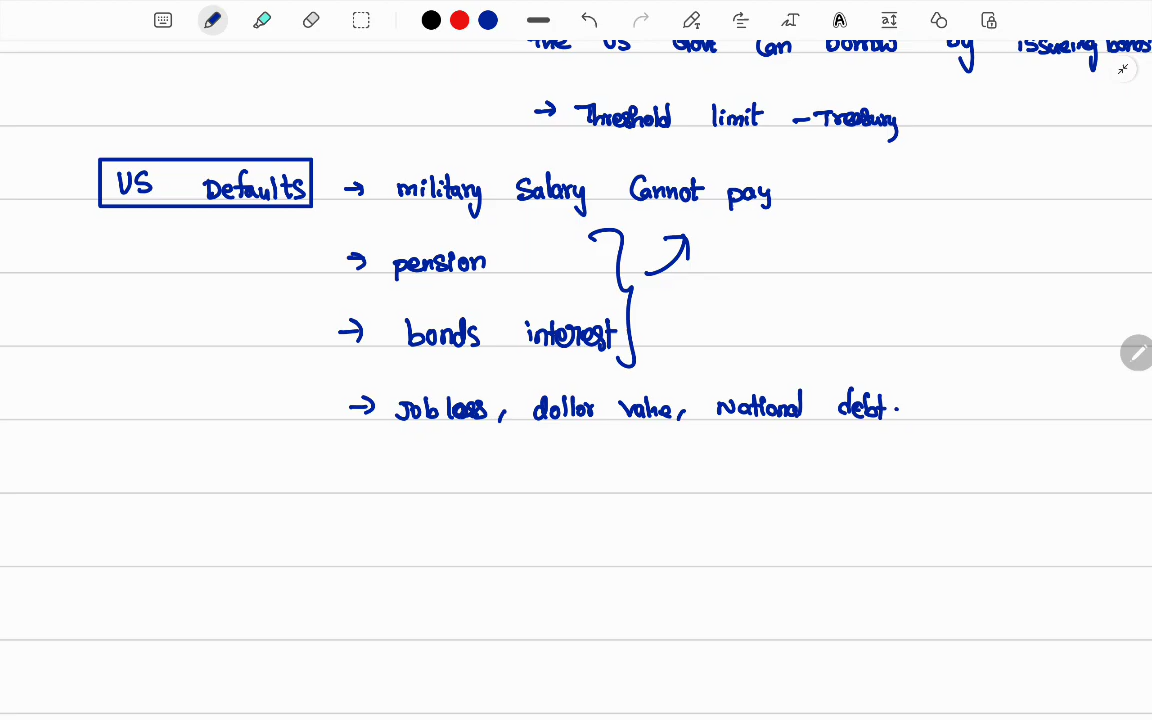 The US Govt Can borrow by issueing bonds
→ Threshold limit - Treasury
US Defaults → military Salary Cannot pay
→ pension
→ bonds interest
→ Job loss, dollar value, National debt.